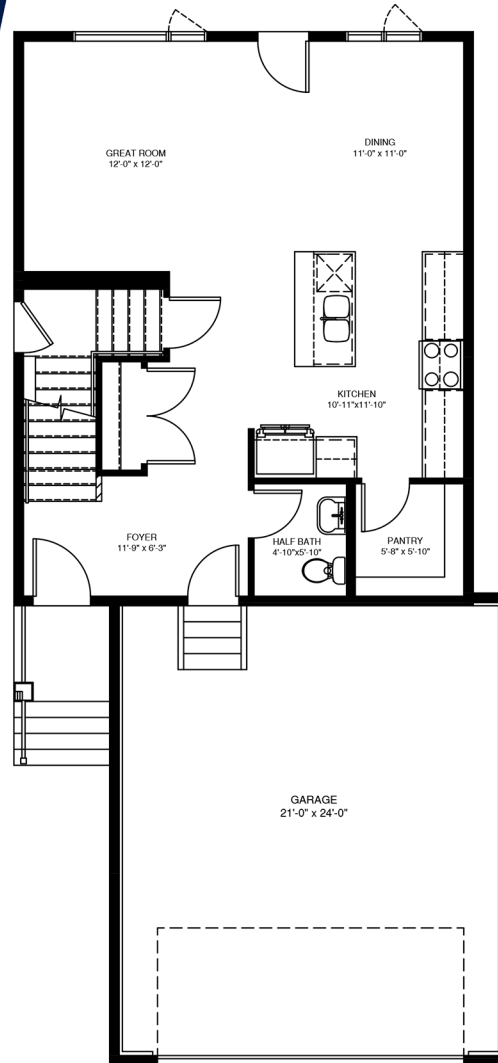 GREAT ROOM
12'-0" x 12'-0"
DINING
11'-0" x 11'-0"
KITCHEN
10'-11"x11'-10"
FOYER
11'-9" x 6'-3"
HALF BATH
4'-10"x5'-10"
PANTRY
5'-8" x 5'-10"
GARAGE
21'-0" x 24'-0"